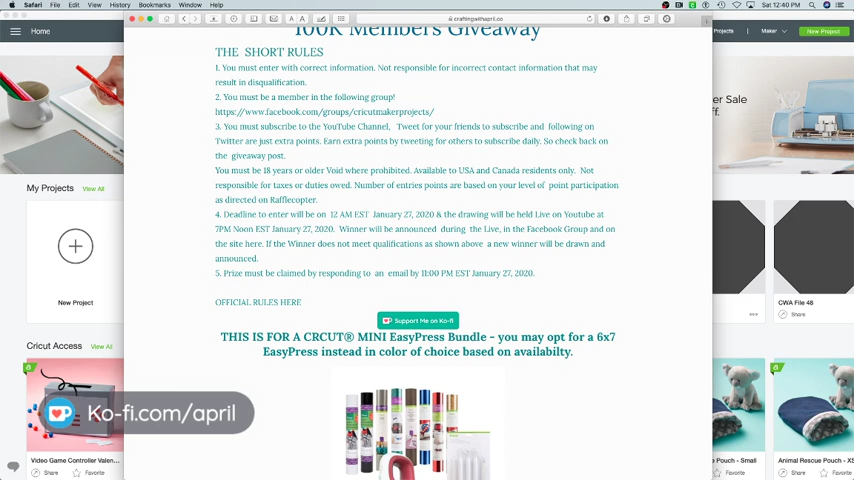 Safari File Edit View History Bookmarks Window Help
Sat 12:40 PM
craftingwithapril.co
Home
Projects
Maker
New Project
100K Members Giveaway
THE SHORT RULES
1. You must enter with correct information. Not responsible for incorrect contact information that may
result in disqualification.
2. You must be a member in the following group!
https://www.facebook.com/groups/cricutmakerprojects/
3. You must subscribe to the YouTube Channel, Tweet for your friends to subscribe and following on
Twitter are just extra points. Earn extra points by tweeting for others to subscribe daily. So check back on
the giveaway post.
You must be 18 years or older Void where prohibited. Available to USA and Canada residents only. Not
responsible for taxes or duties owed. Number of entries points are based on your level of point participation
as directed on Rafflecopter.
4. Deadline to enter will be on 12 AM EST January 27, 2020 & the drawing will be held Live on Youtube at
7PM Noon EST January 27, 2020. Winner will be announced during the Live, in the Facebook Group and on
the site here. If the Winner does not meet qualifications as shown above a new winner will be drawn and
announced.
5. Prize must be claimed by responding to an email by 11:00 PM EST January 27, 2020.
OFFICIAL RULES HERE
Support Me on Ko-fi
THIS IS FOR A CRCUT® MINI EasyPress Bundle - you may opt for a 6x7
EasyPress instead in color of choice based on availabilty.
er Sale
ff.
My Projects View All
New Project
CWA File 48
Share
Cricut Access View All
Ko-fi.com/april
Video Game Controller Valen...
Share Favorite
e Pouch - Small
Favorite
Animal Rescue Pouch - XS
Share Favorite